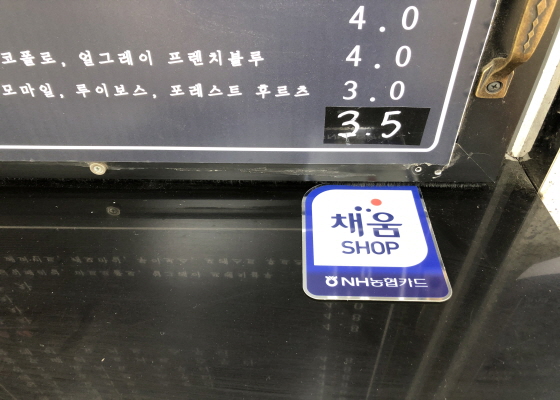 4.0
코폴로, 얼그레이 프랜치블루 4.0
모마일, 루이보스, 포레스트 후르츠 3.0
3.5
채움
SHOP
NH농협카드